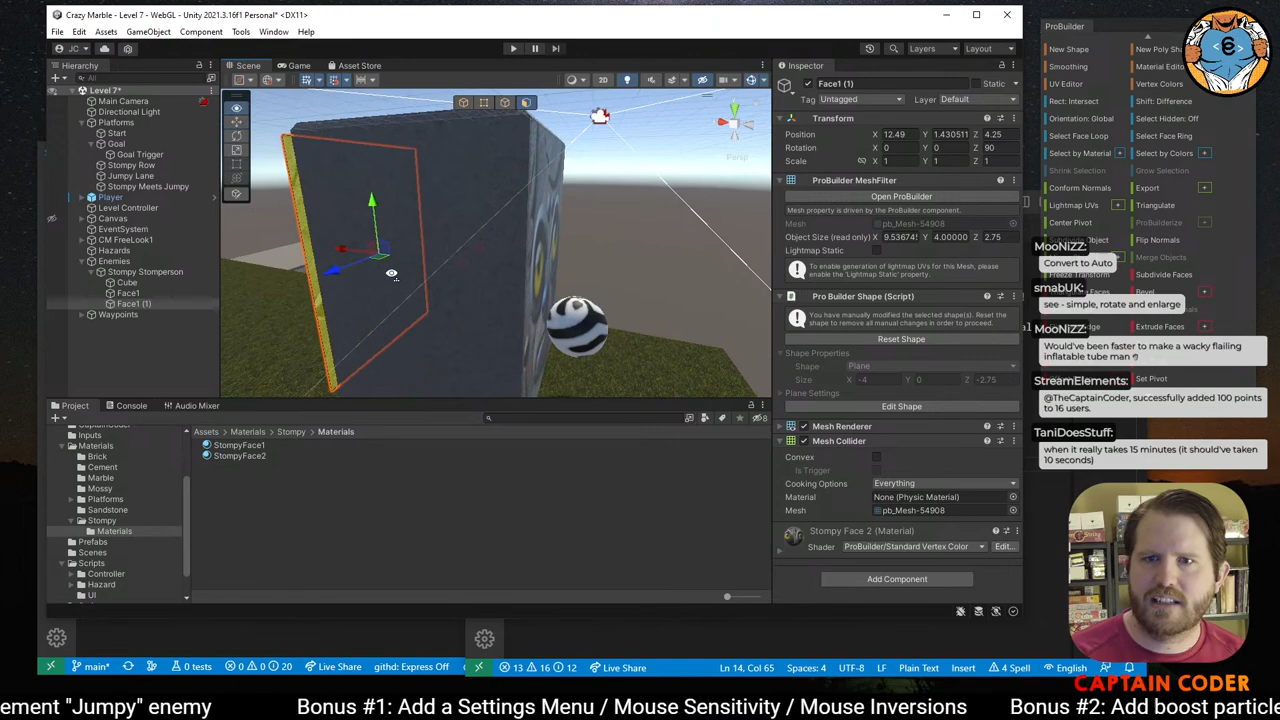 Crazy Marble - Level 7 - WebGL - Unity 2021.3.16f1 Personal* <DX11>
File Edit Assets GameObject Component Tools Window Help
JC
Layers Layout
Hierarchy
All
Level 7*
Main Camera
Directional Light
Platforms
Start
Goal
Goal Trigger
Stompy Row
Jumpy Lane
Stompy Meets Jumpy
Player
Level Controller
Canvas
EventSystem
CM FreeLook1
Hazards
Enemies
Stompy Stomperson
Cube
Face1
Face1 (1)
Waypoints
Scene Game Asset Store
2D
Persp
Inspector
Face1 (1) Static
Tag Untagged Layer Default
Transform
Position X 12.49 Y 1.430511 Z 4.25
Rotation X 0 Y 0 Z 90
Scale X 1 Y 1 Z 1
ProBuilder MeshFilter
Open ProBuilder
Mesh property is driven by the ProBuilder component.
Mesh pb_Mesh-54908
Object Size (read only) X 9.53674 Y 4.00000 Z 2.75
Lightmap Static
To enable generation of lightmap UVs for this Mesh, please enable the 'Lightmap Static' property.
Pro Builder Shape (Script)
You have manually modified the selected shape(s). Reset the shape to remove all manual changes in order to proceed.
Reset Shape
Shape Properties
Shape Plane
Size X -4 Y 0 Z -2.75
Plane Settings
Edit Shape
Mesh Renderer
Mesh Collider
Convex
Is Trigger
Cooking Options Everything
Material None (Physic Material)
Mesh pb_Mesh-54908
Stompy Face 2 (Material)
Shader ProBuilder/Standard Vertex Color Edit...
Add Component
Project Console Audio Mixer
8
Assets > Materials > Stompy > Materials
StompyFace1
StompyFace2
CaptainCoder
Inputs
Materials
Brick
Cement
Marble
Mossy
Platforms
Sandstone
Stompy
Materials
Prefabs
Scenes
Scripts
Controller
Hazard
UI
ProBuilder
New Shape New Poly Shape
Smoothing Material Editor
UV Editor Vertex Colors
Rect: Intersect Shift: Difference
Orientation: Global Select Hidden: Off
Select Face Loop Select Face Ring
Select by Material Select by Colors
Shrink Selection Grow Selection
Conform Normals Export
Lightmap UVs Triangulate
Center Pivot ProBuilderize
Flip Normals
Merge Objects
Freeze Transform Subdivide Faces
Bevel
Extrude Faces
Set Pivot
MooNiZZ:
Convert to Auto
smabUK:
see - simple, rotate and enlarge
MooNiZZ:
Would've been faster to make a wacky flailing
inflatable tube man
StreamElements:
@TheCaptainCoder, successfully added 100 points
to 16 users.
TaniDoesStuff:
when it really takes 15 minutes (it should've taken
10 seconds)
main* 0 tests 0 0 20 Live Share githd: Express Off
13 16 12 Live Share Ln 14, Col 65 Spaces: 4 UTF-8 LF Plain Text Insert 4 Spell English
CAPTAIN CODER
ement "Jumpy" enemy Bonus #1: Add a Settings Menu / Mouse Sensitivity / Mouse Inversions Bonus #2: Add boost particle